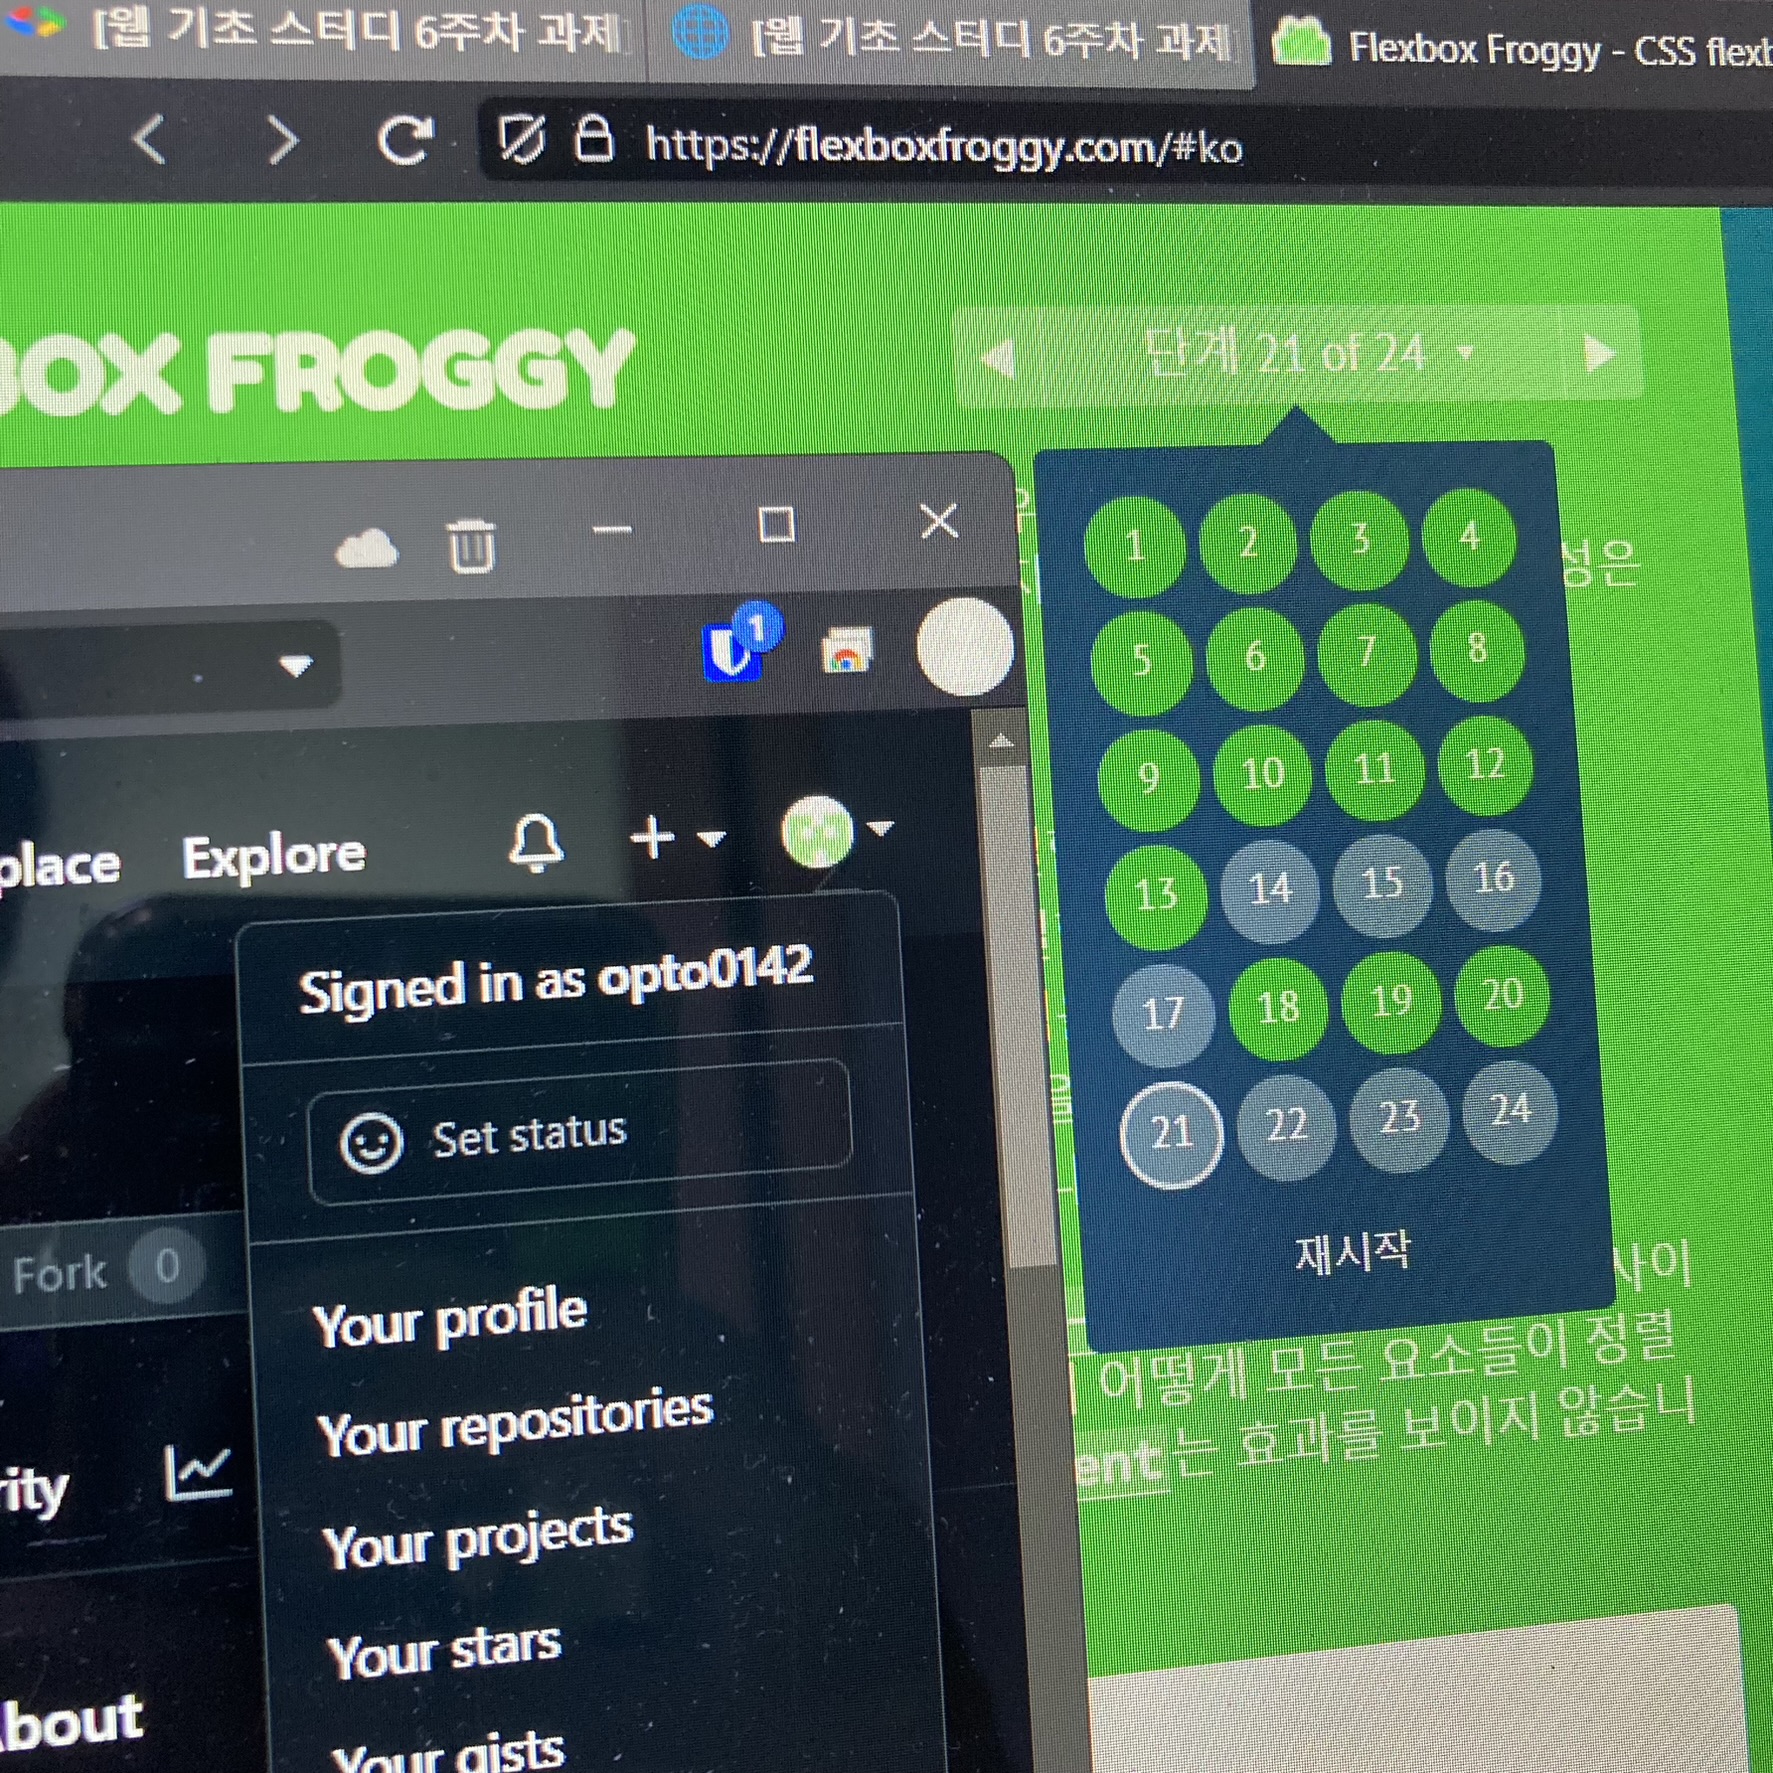 [웹 기초 스터디 6주차 과제
[웹 기초 스터디 6주차 과제
Flexbox Froggy - CSS flexb
https://flexboxfroggy.com/#ko
BOX FROGGY
단계 21 of 24
1 2 3 4
성은
5 6 7 8
1
9 10 11 12
place Explore
13 14 15 16
Signed in as opto0142
17 18 19 20
Set status
21 22 23 24
Fork 0
재시작
사이
Your profile
어떻게 모든 요소들이 정렬
Your repositories
ent는 효과를 보이지 않습니
rity
Your projects
Your stars
About
Your gists